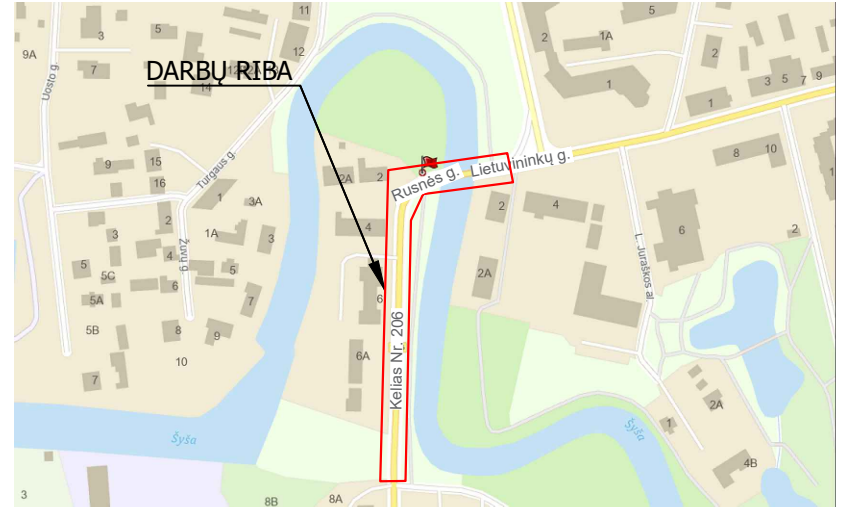 DARBŲ RIBA
Rusnės g.
Lietuvininkų g.
Kelias Nr. 206
Uosto g.
Turgaus g.
Žuvų g.
L. Juraškos al.
Šyša
Šyša
9A
3
5
7
11
12
14
9
15
16
1
3A
2
1A
3
3
4
5
5C
6
5
5A
7
5B
8
9
10
7
2A
2
4
6
6A
2
4
2A
2
1A
5
2
1
1
3
5
7
9
8
10
6
2
1
2A
4B
3
8B
8A